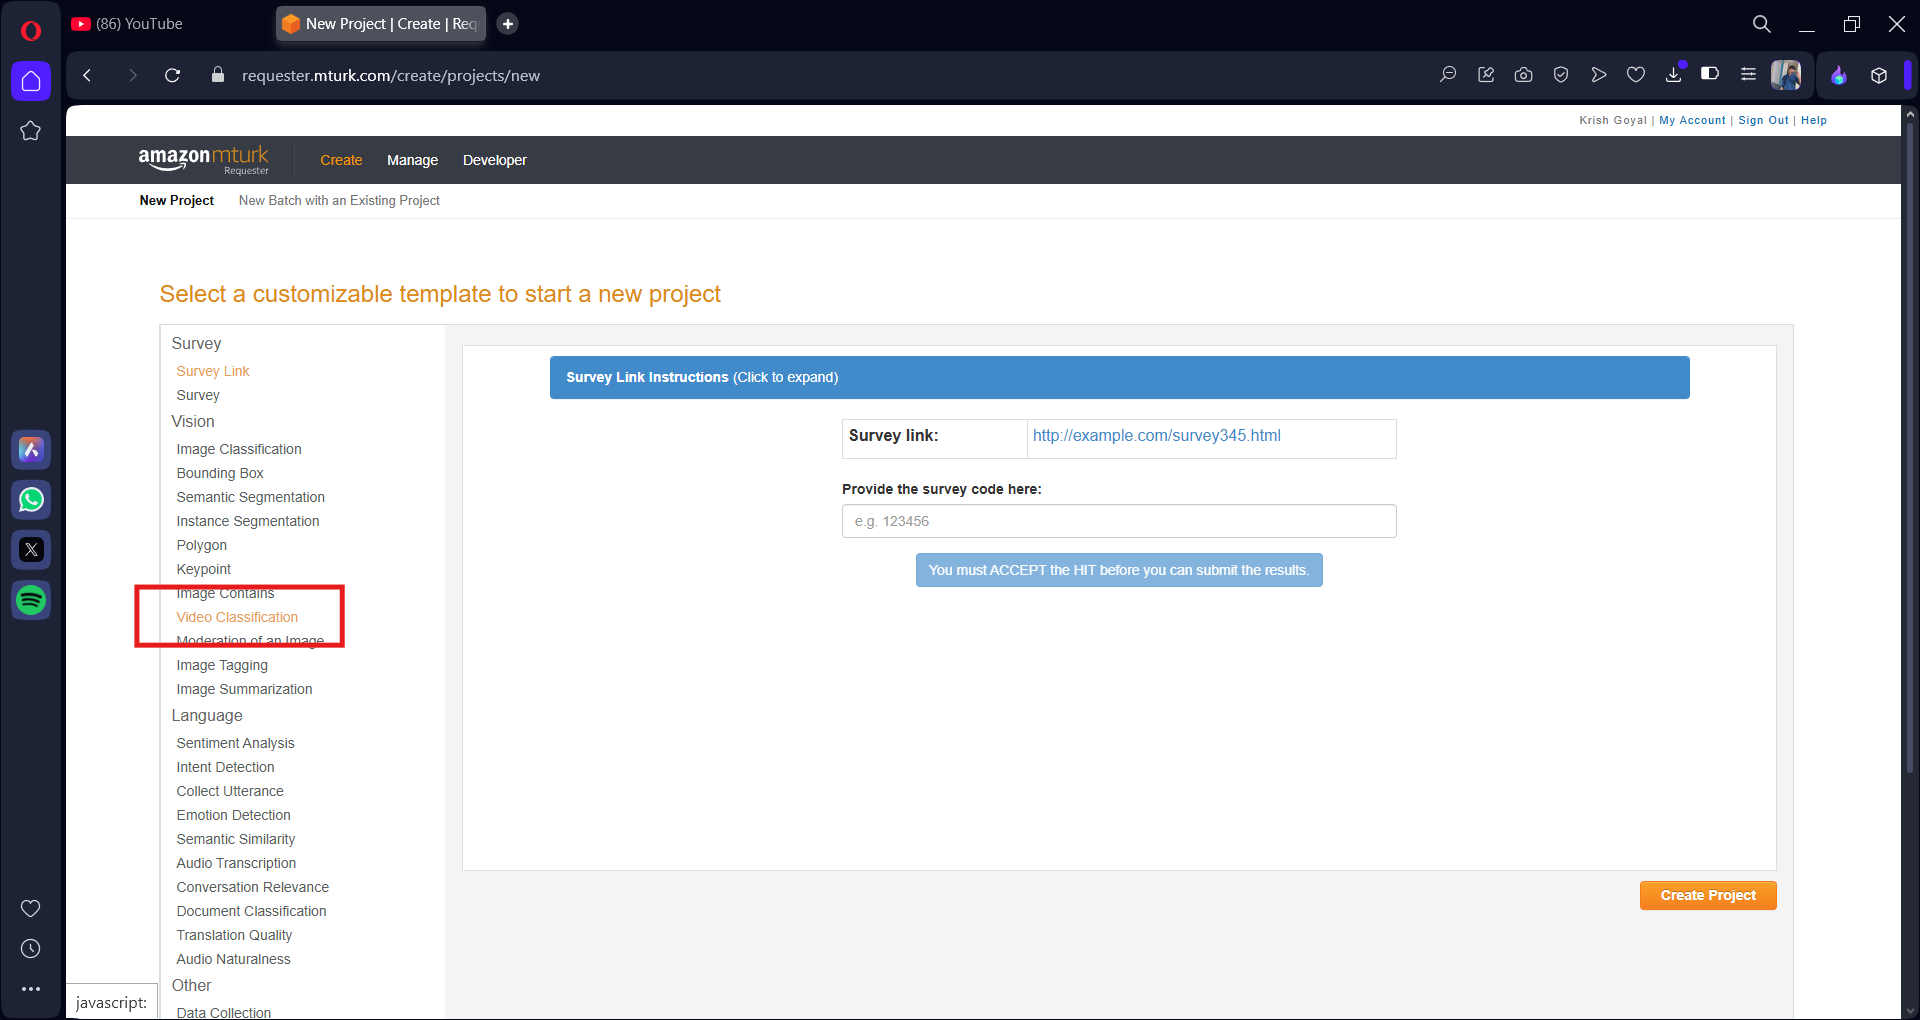 (86) YouTube
New Project | Create | Req
requester.mturk.com/create/projects/new
Krish Goyal | My Account | Sign Out | Help
amazonmturk
Requester
Create Manage Developer
New Project New Batch with an Existing Project
Select a customizable template to start a new project
Survey
Survey Link
Survey
Vision
Image Classification
Bounding Box
Semantic Segmentation
Instance Segmentation
Polygon
Keypoint
Image Contains
Video Classification
Moderation of an Image
Image Tagging
Image Summarization
Language
Sentiment Analysis
Intent Detection
Collect Utterance
Emotion Detection
Semantic Similarity
Audio Transcription
Conversation Relevance
Document Classification
Translation Quality
Audio Naturalness
Other
Data Collection
Survey Link Instructions (Click to expand)
Survey link: http://example.com/survey345.html
Provide the survey code here:
e.g. 123456
You must ACCEPT the HIT before you can submit the results.
Create Project
javascript: